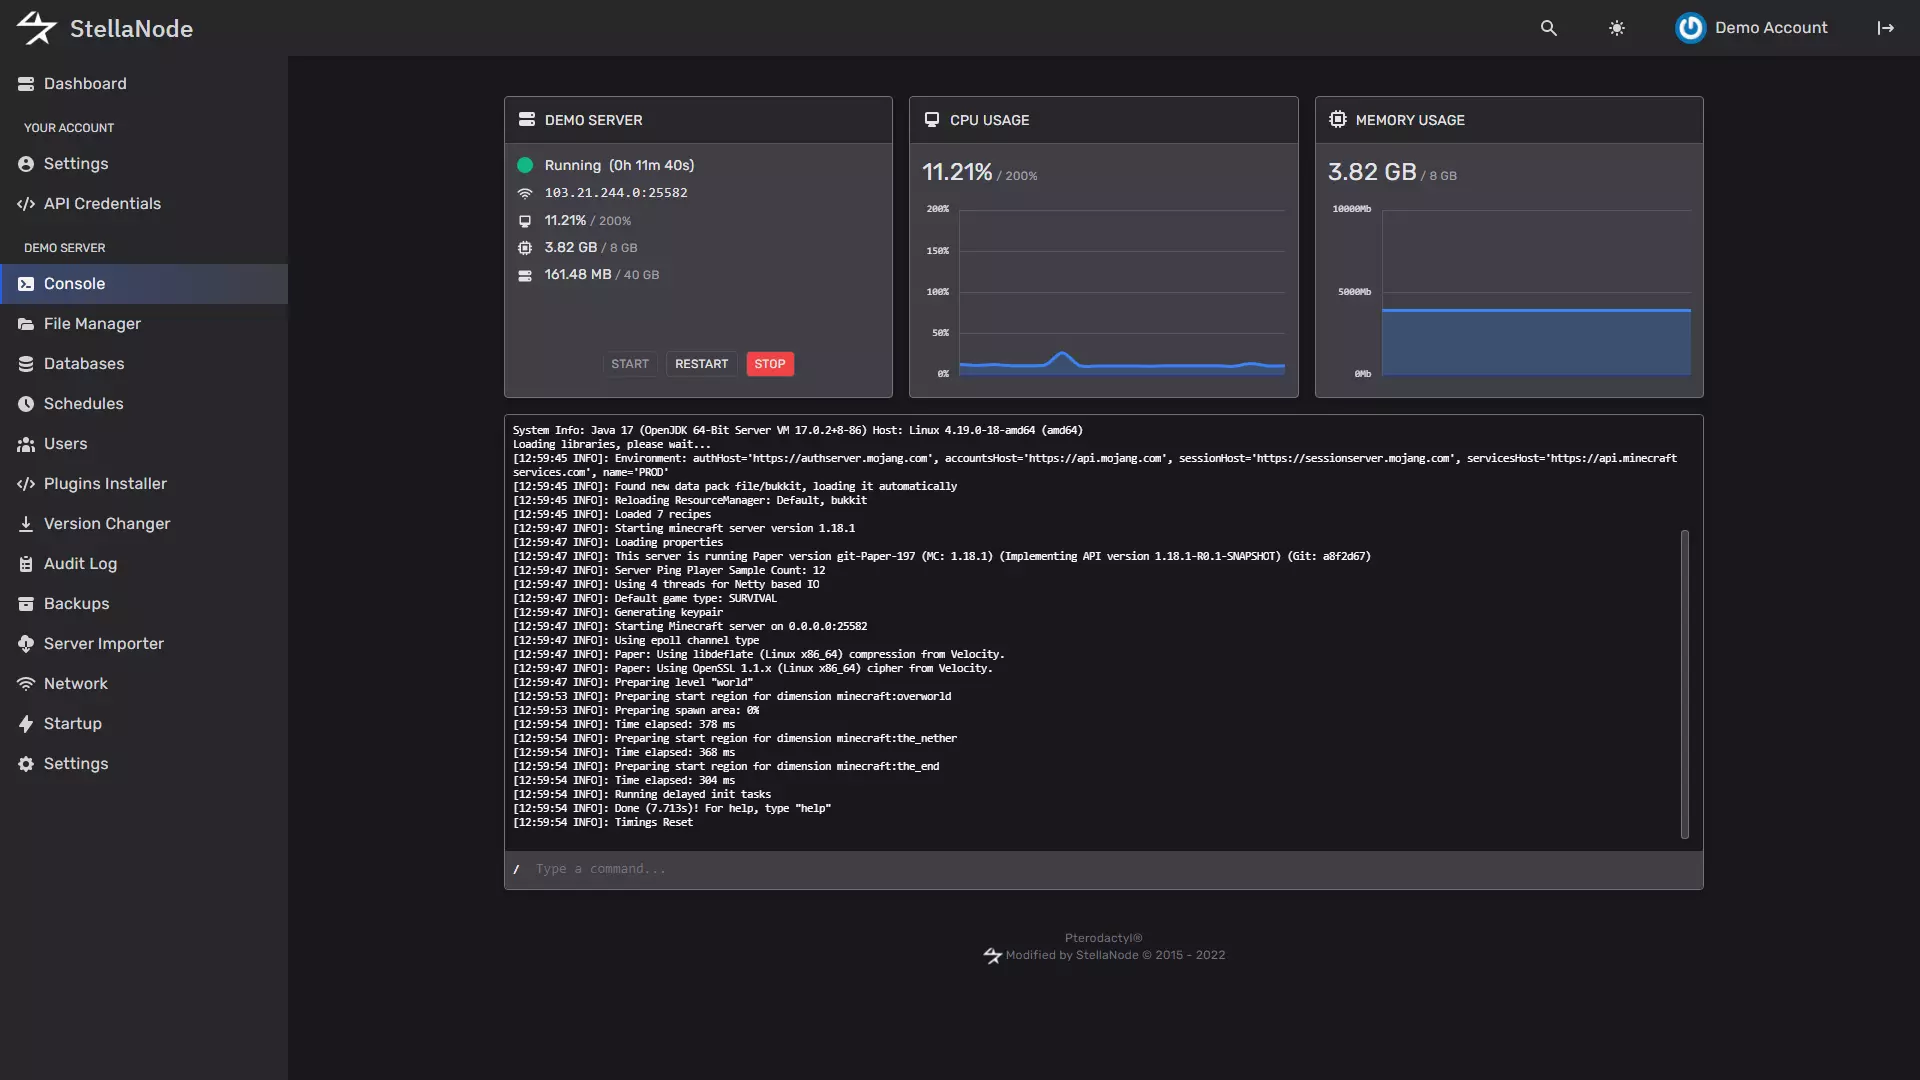 StellaNode
Demo Account
Dashboard
YOUR ACCOUNT
Settings
API Credentials
DEMO SERVER
Console
File Manager
Databases
Schedules
Users
Plugins Installer
Version Changer
Audit Log
Backups
Server Importer
Network
Startup
Settings
DEMO SERVER
Running (0h 11m 40s)
103.21.244.0:25582
11.21% / 200%
3.82 GB / 8 GB
161.48 MB / 40 GB
START RESTART STOP
CPU USAGE
11.21% / 200%
200%
150%
100%
50%
0%
MEMORY USAGE
3.82 GB / 8 GB
10000Mb
5000Mb
0Mb
System Info: Java 17 (OpenJDK 64-Bit Server VM 17.0.2+8-86) Host: Linux 4.19.0-18-amd64 (amd64)
Loading libraries, please wait...
[12:59:45 INFO]: Environment: authHost='https://authserver.mojang.com', accountsHost='https://api.mojang.com', sessionHost='https://sessionserver.mojang.com', servicesHost='https://api.minecraft
services.com', name='PROD'
[12:59:45 INFO]: Found new data pack file/bukkit, loading it automatically
[12:59:45 INFO]: Reloading ResourceManager: Default, bukkit
[12:59:45 INFO]: Loaded 7 recipes
[12:59:47 INFO]: Starting minecraft server version 1.18.1
[12:59:47 INFO]: Loading properties
[12:59:47 INFO]: This server is running Paper version git-Paper-197 (MC: 1.18.1) (Implementing API version 1.18.1-R0.1-SNAPSHOT) (Git: a8f2d67)
[12:59:47 INFO]: Server Ping Player Sample Count: 12
[12:59:47 INFO]: Using 4 threads for Netty based IO
[12:59:47 INFO]: Default game type: SURVIVAL
[12:59:47 INFO]: Generating keypair
[12:59:47 INFO]: Starting Minecraft server on 0.0.0.0:25582
[12:59:47 INFO]: Using epoll channel type
[12:59:47 INFO]: Paper: Using libdeflate (Linux x86_64) compression from Velocity.
[12:59:47 INFO]: Paper: Using OpenSSL 1.1.x (Linux x86_64) cipher from Velocity.
[12:59:47 INFO]: Preparing level "world"
[12:59:53 INFO]: Preparing start region for dimension minecraft:overworld
[12:59:53 INFO]: Preparing spawn area: 0%
[12:59:54 INFO]: Time elapsed: 378 ms
[12:59:54 INFO]: Preparing start region for dimension minecraft:the_nether
[12:59:54 INFO]: Time elapsed: 368 ms
[12:59:54 INFO]: Preparing start region for dimension minecraft:the_end
[12:59:54 INFO]: Time elapsed: 304 ms
[12:59:54 INFO]: Running delayed init tasks
[12:59:54 INFO]: Done (7.713s)! For help, type "help"
[12:59:54 INFO]: Timings Reset
/ Type a command...
Pterodactyl®
Modified by StellaNode © 2015 - 2022